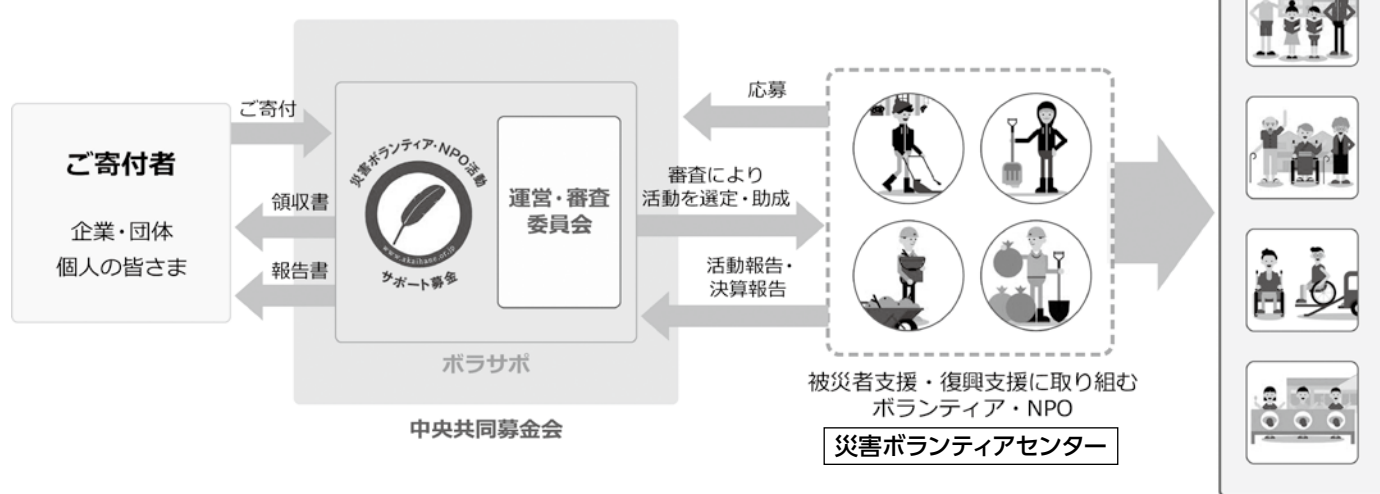 ご寄付者
企業・団体
個人の皆さま
ご寄付
領収書
報告書
災害ボランティア・NPO活動
www.akaihane.or.jp
サポート募金
運営・審査
委員会
ボラサポ
中央共同募金会
応募
審査により
活動を選定・助成
活動報告・
決算報告
被災者支援・復興支援に取り組む
ボランティア・NPO
災害ボランティアセンター